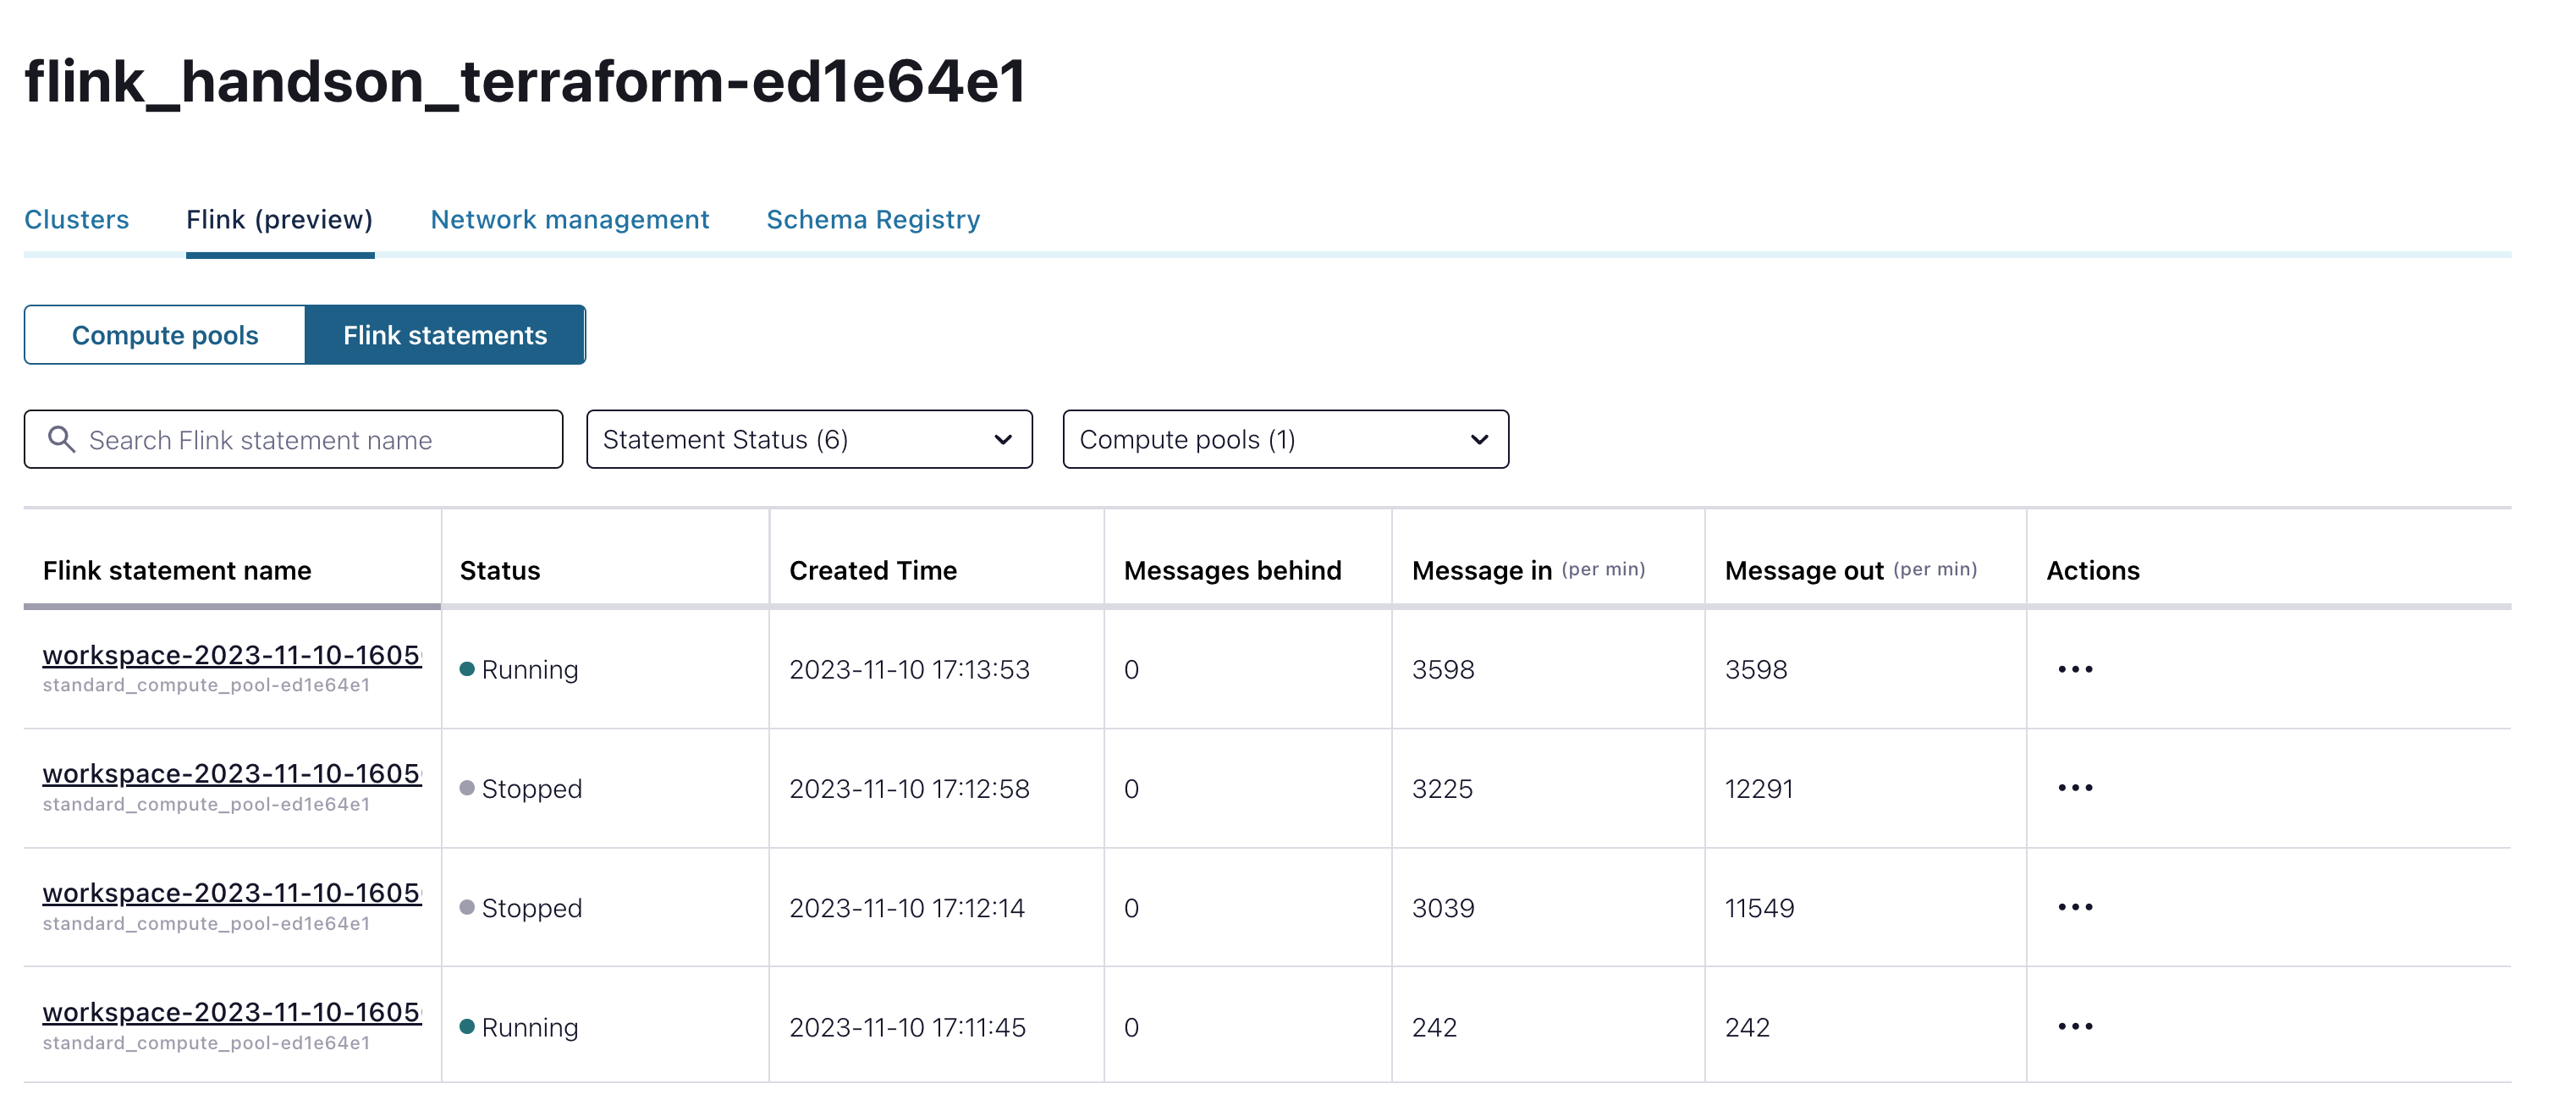 flink_handson_terraform-ed1e64e1
Clusters Flink (preview) Network management Schema Registry
Compute pools Flink statements
Search Flink statement name Statement Status (6) Compute pools (1)
Flink statement name Status Created Time Messages behind Message in (per min) Message out (per min) Actions
workspace-2023-11-10-1605
standard_compute_pool-ed1e64e1
Running 2023-11-10 17:13:53 0 3598 3598
workspace-2023-11-10-1605
standard_compute_pool-ed1e64e1
Stopped 2023-11-10 17:12:58 0 3225 12291
workspace-2023-11-10-1605
standard_compute_pool-ed1e64e1
Stopped 2023-11-10 17:12:14 0 3039 11549
workspace-2023-11-10-1605
standard_compute_pool-ed1e64e1
Running 2023-11-10 17:11:45 0 242 242